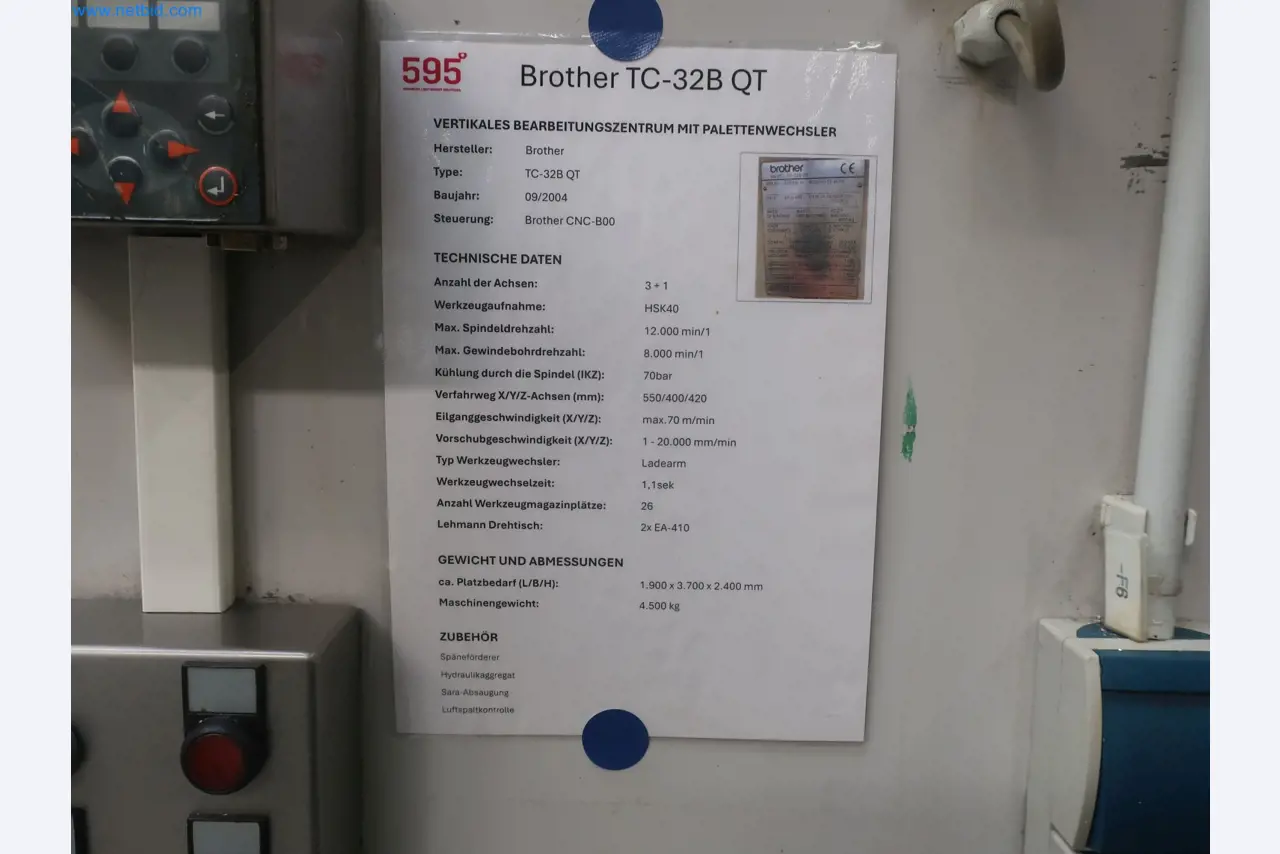 www.netbid.com
595°
Brother TC-32B QT
VERTIKALES BEARBEITUNGSZENTRUM MIT PALETTENWECHSLER
Hersteller: Brother
Type: TC-32B QT
Baujahr: 09/2004
Steuerung: Brother CNC-B00
brother CE
TECHNISCHE DATEN
Anzahl der Achsen: 3 + 1
Werkzeugaufnahme: HSK40
Max. Spindeldrehzahl: 12.000 min/1
Max. Gewindebohrdrehzahl: 8.000 min/1
Kühlung durch die Spindel (IKZ): 70bar
Verfahrweg X/Y/Z-Achsen (mm): 550/400/420
Eilganggeschwindigkeit (X/Y/Z): max.70 m/min
Vorschubgeschwindigkeit (X/Y/Z): 1 - 20.000 mm/min
Typ Werkzeugwechsler: Ladearm
Werkzeugwechselzeit: 1,1sek
Anzahl Werkzeugmagazinplätze: 26
Lehmann Drehtisch: 2x EA-410
GEWICHT UND ABMESSUNGEN
ca. Platzbedarf (L/B/H): 1.900 x 3.700 x 2.400 mm
Maschinengewicht: 4.500 kg
ZUBEHÖR
Späneförderer
Hydraulikaggregat
Sara-Absaugung
Luftspaltkontrolle
-F6